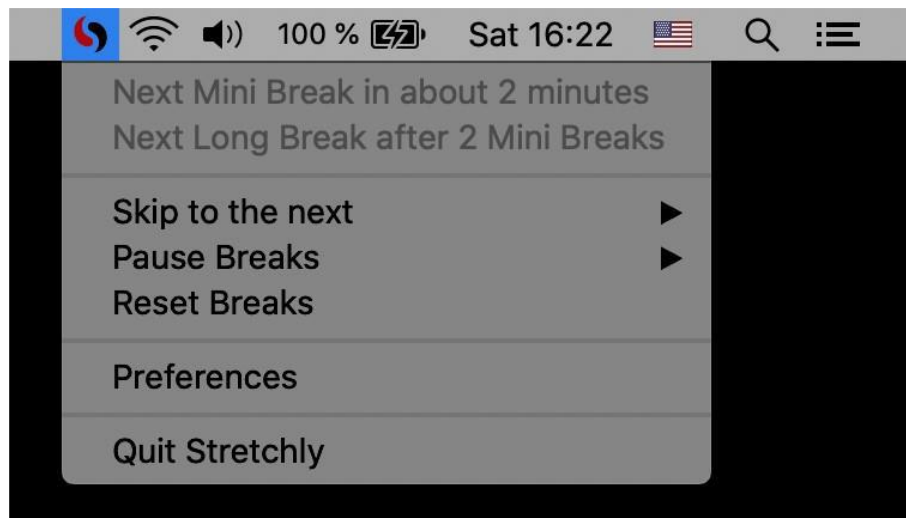 100 % Sat 16:22
Next Mini Break in about 2 minutes
Next Long Break after 2 Mini Breaks
Skip to the next
Pause Breaks
Reset Breaks
Preferences
Quit Stretchly